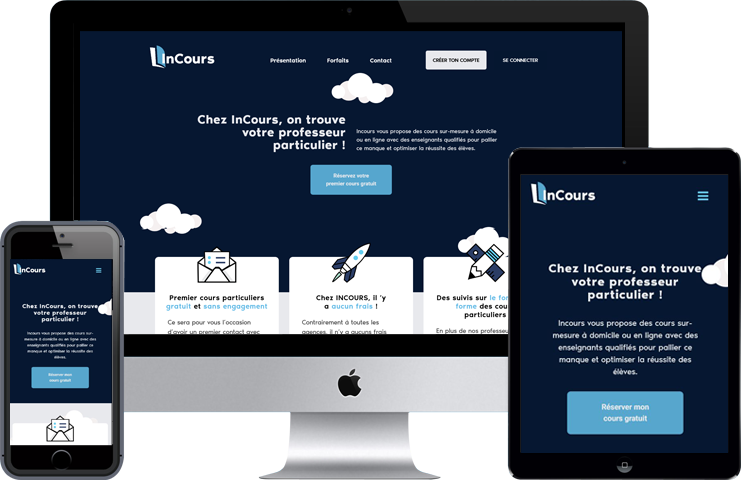 InCours
Présentation
Forfaits
Contact
CRÉER TON COMPTE
SE CONNECTER
Chez InCours, on trouve
votre professeur
particulier !
Incours vous propose des cours sur-mesure à domicile
ou en ligne avec des enseignants qualifiés pour pallier
ce manque et optimiser la réussite des élèves.
Réservez votre
premier cours gratuit
Premier cours particuliers
gratuit et sans engagement
Ce sera pour vous l'occasion
d'avoir un premier contact avec
Chez INCOURS, il 'y
a aucun frais !
Contrairement à toutes les
agences, il n'y a aucuns frais
Des suivis sur le for
forme des cou
particuliers
En plus de nos professeu
InCours
Chez InCours, on trouve
votre professeur
particulier !
Incours vous propose des cours sur-
mesure à domicile ou en ligne avec des
enseignants qualifiés pour pallier ce
manque et optimiser la réussite des
élèves.
Réserver mon
cours gratuit
InCours
Chez InCours, on trouve
votre professeur
particulier !
Incours vous propose des cours sur-
mesure à domicile ou en ligne avec des
enseignants qualifiés pour pallier ce
manque et optimiser la réussite des
élèves.
Réserver mon
cours gratuit